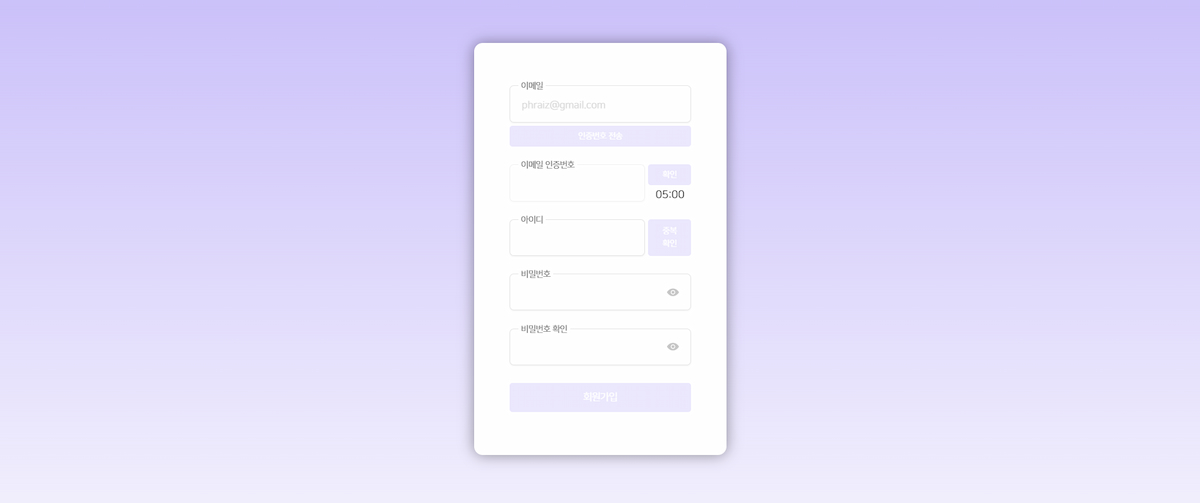 이메일
phraiz@gmail.com
인증번호 전송
이메일 인증번호
확인
05:00
아이디
중복
확인
비밀번호
비밀번호 확인
회원가입